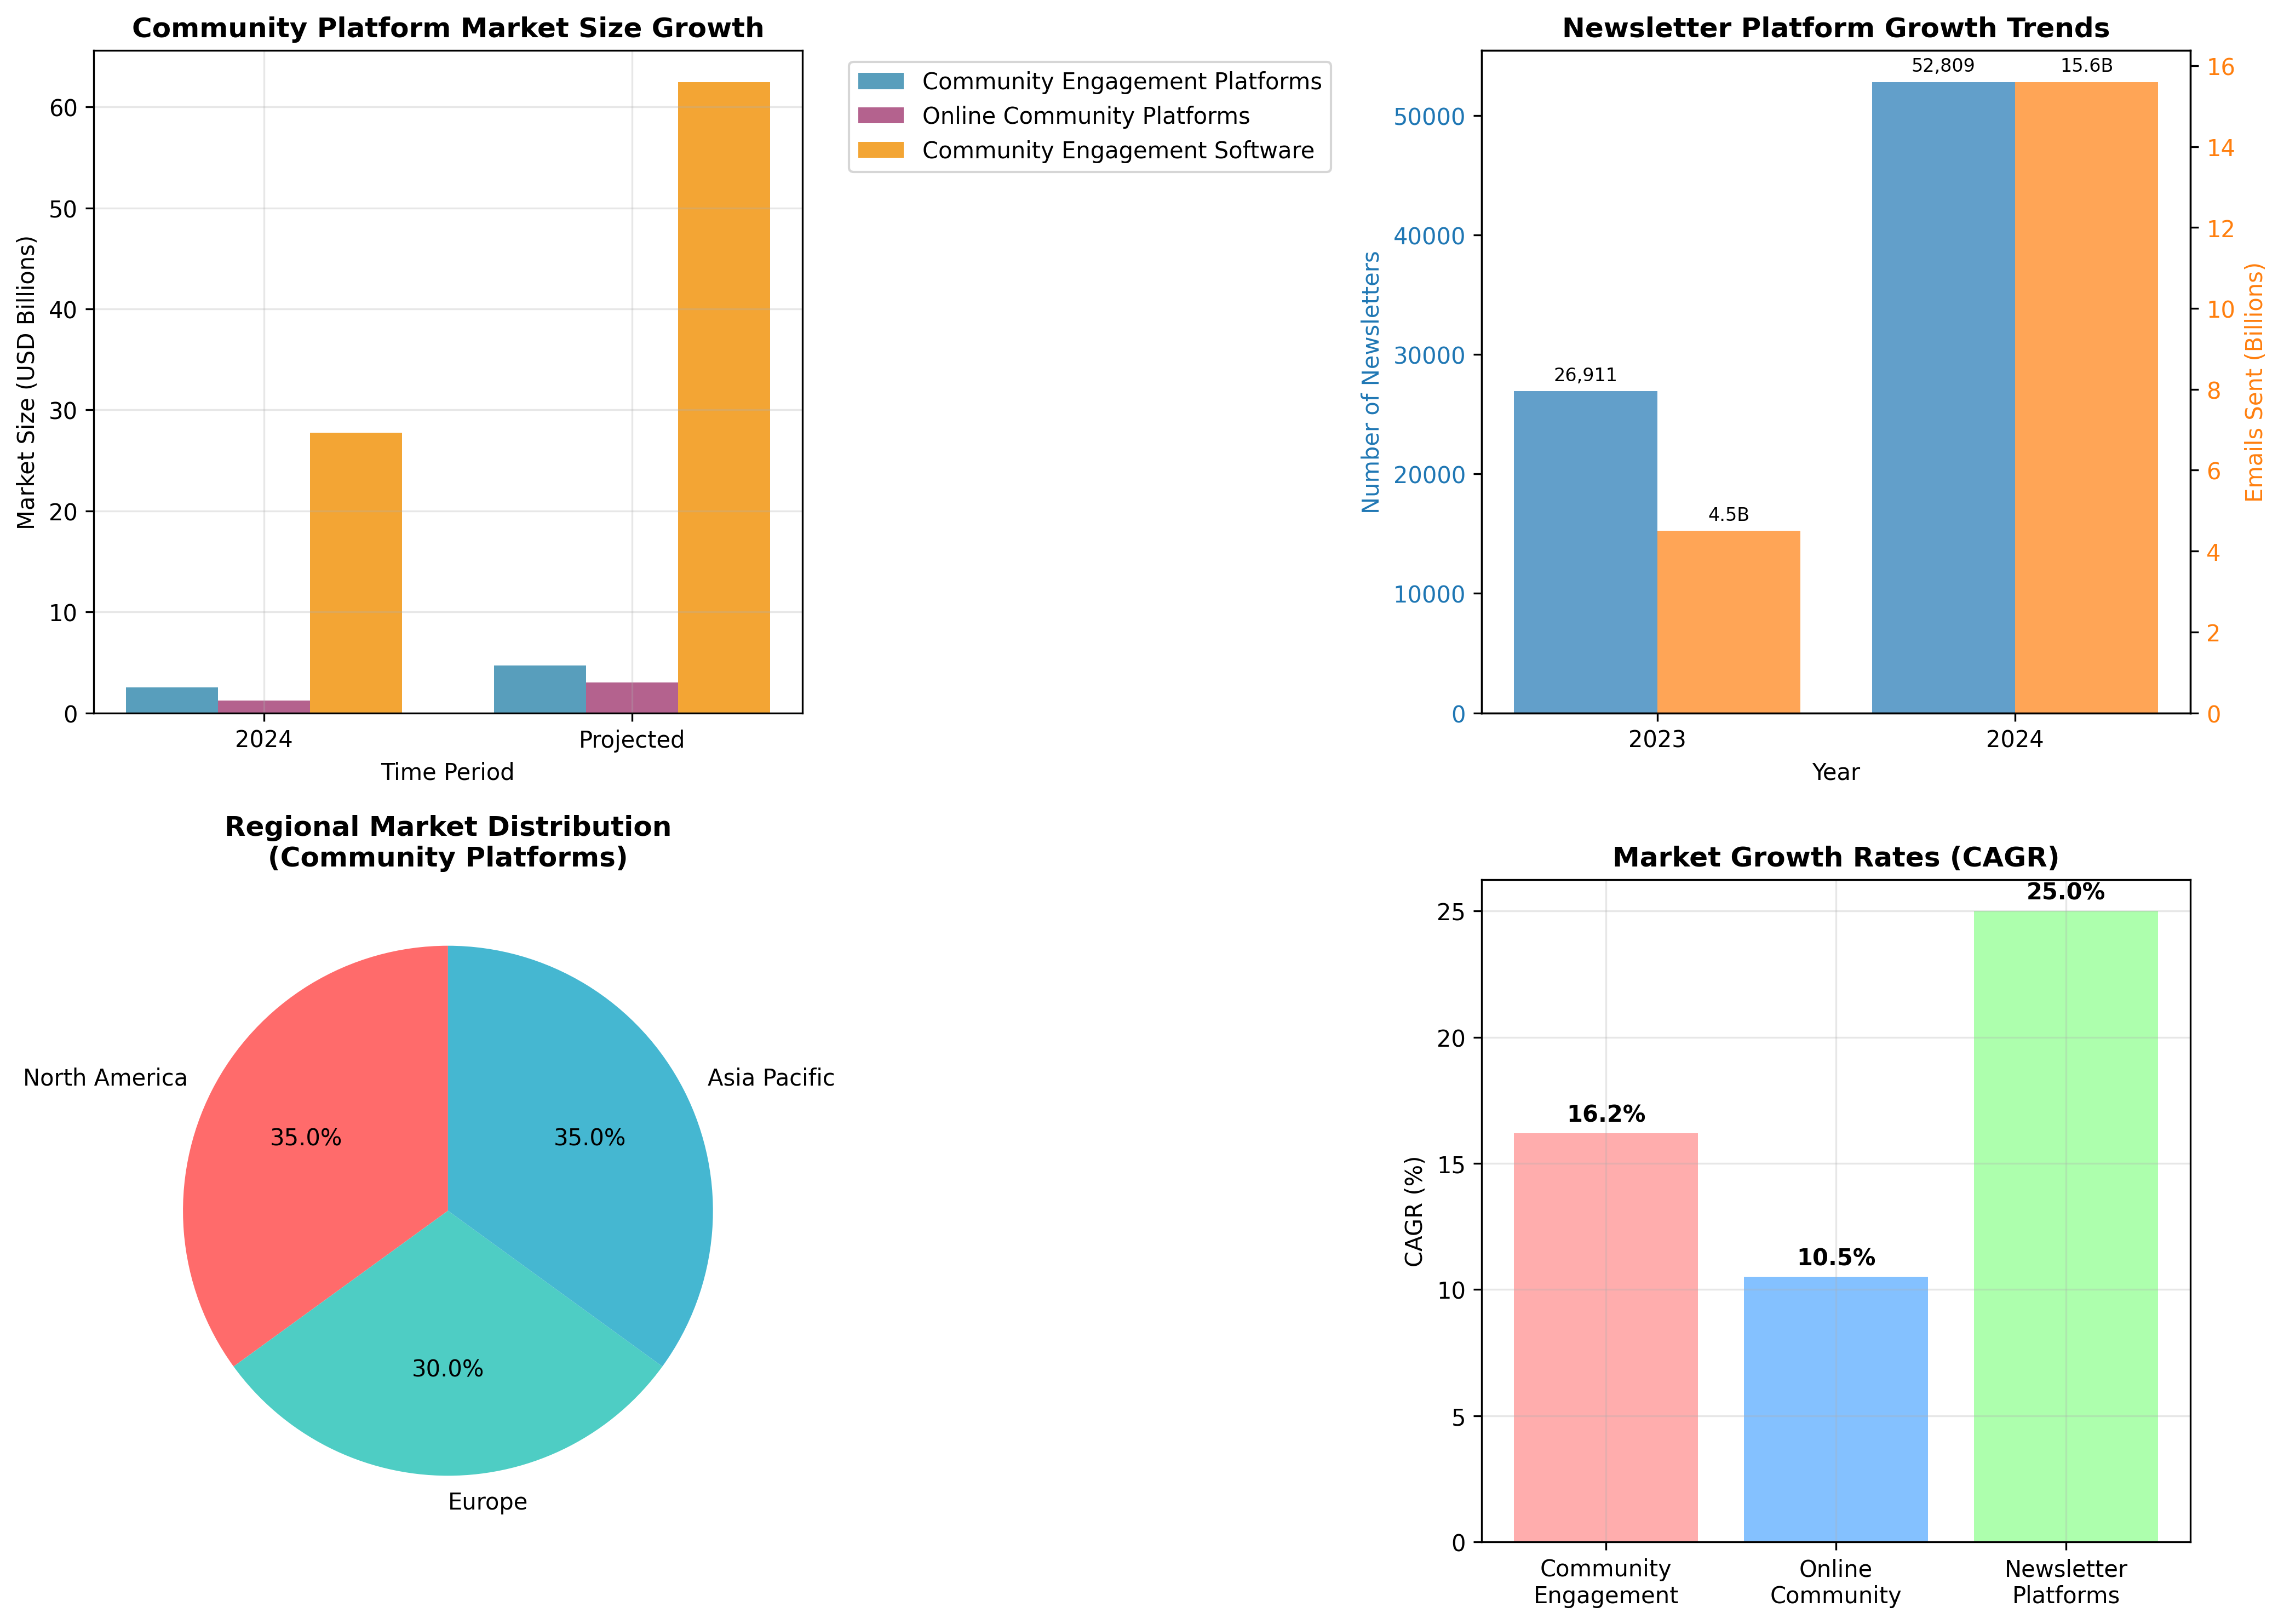 Community Platform Market Size Growth
Market Size (USD Billions)
60
50
40
30
20
10
0
2024
Projected
Time Period
Community Engagement Platforms
Online Community Platforms
Community Engagement Software
Newsletter Platform Growth Trends
Number of Newsletters
50000
40000
30000
20000
10000
0
26,911
4.5B
52,809
15.6B
16
14
12
10
8
6
4
2
0
Emails Sent (Billions)
2023
2024
Year
Regional Market Distribution
(Community Platforms)
North America
Asia Pacific
35.0%
35.0%
30.0%
Europe
Market Growth Rates (CAGR)
CAGR (%)
25
20
15
10
5
0
16.2%
10.5%
25.0%
Community
Engagement
Online
Community
Newsletter
Platforms